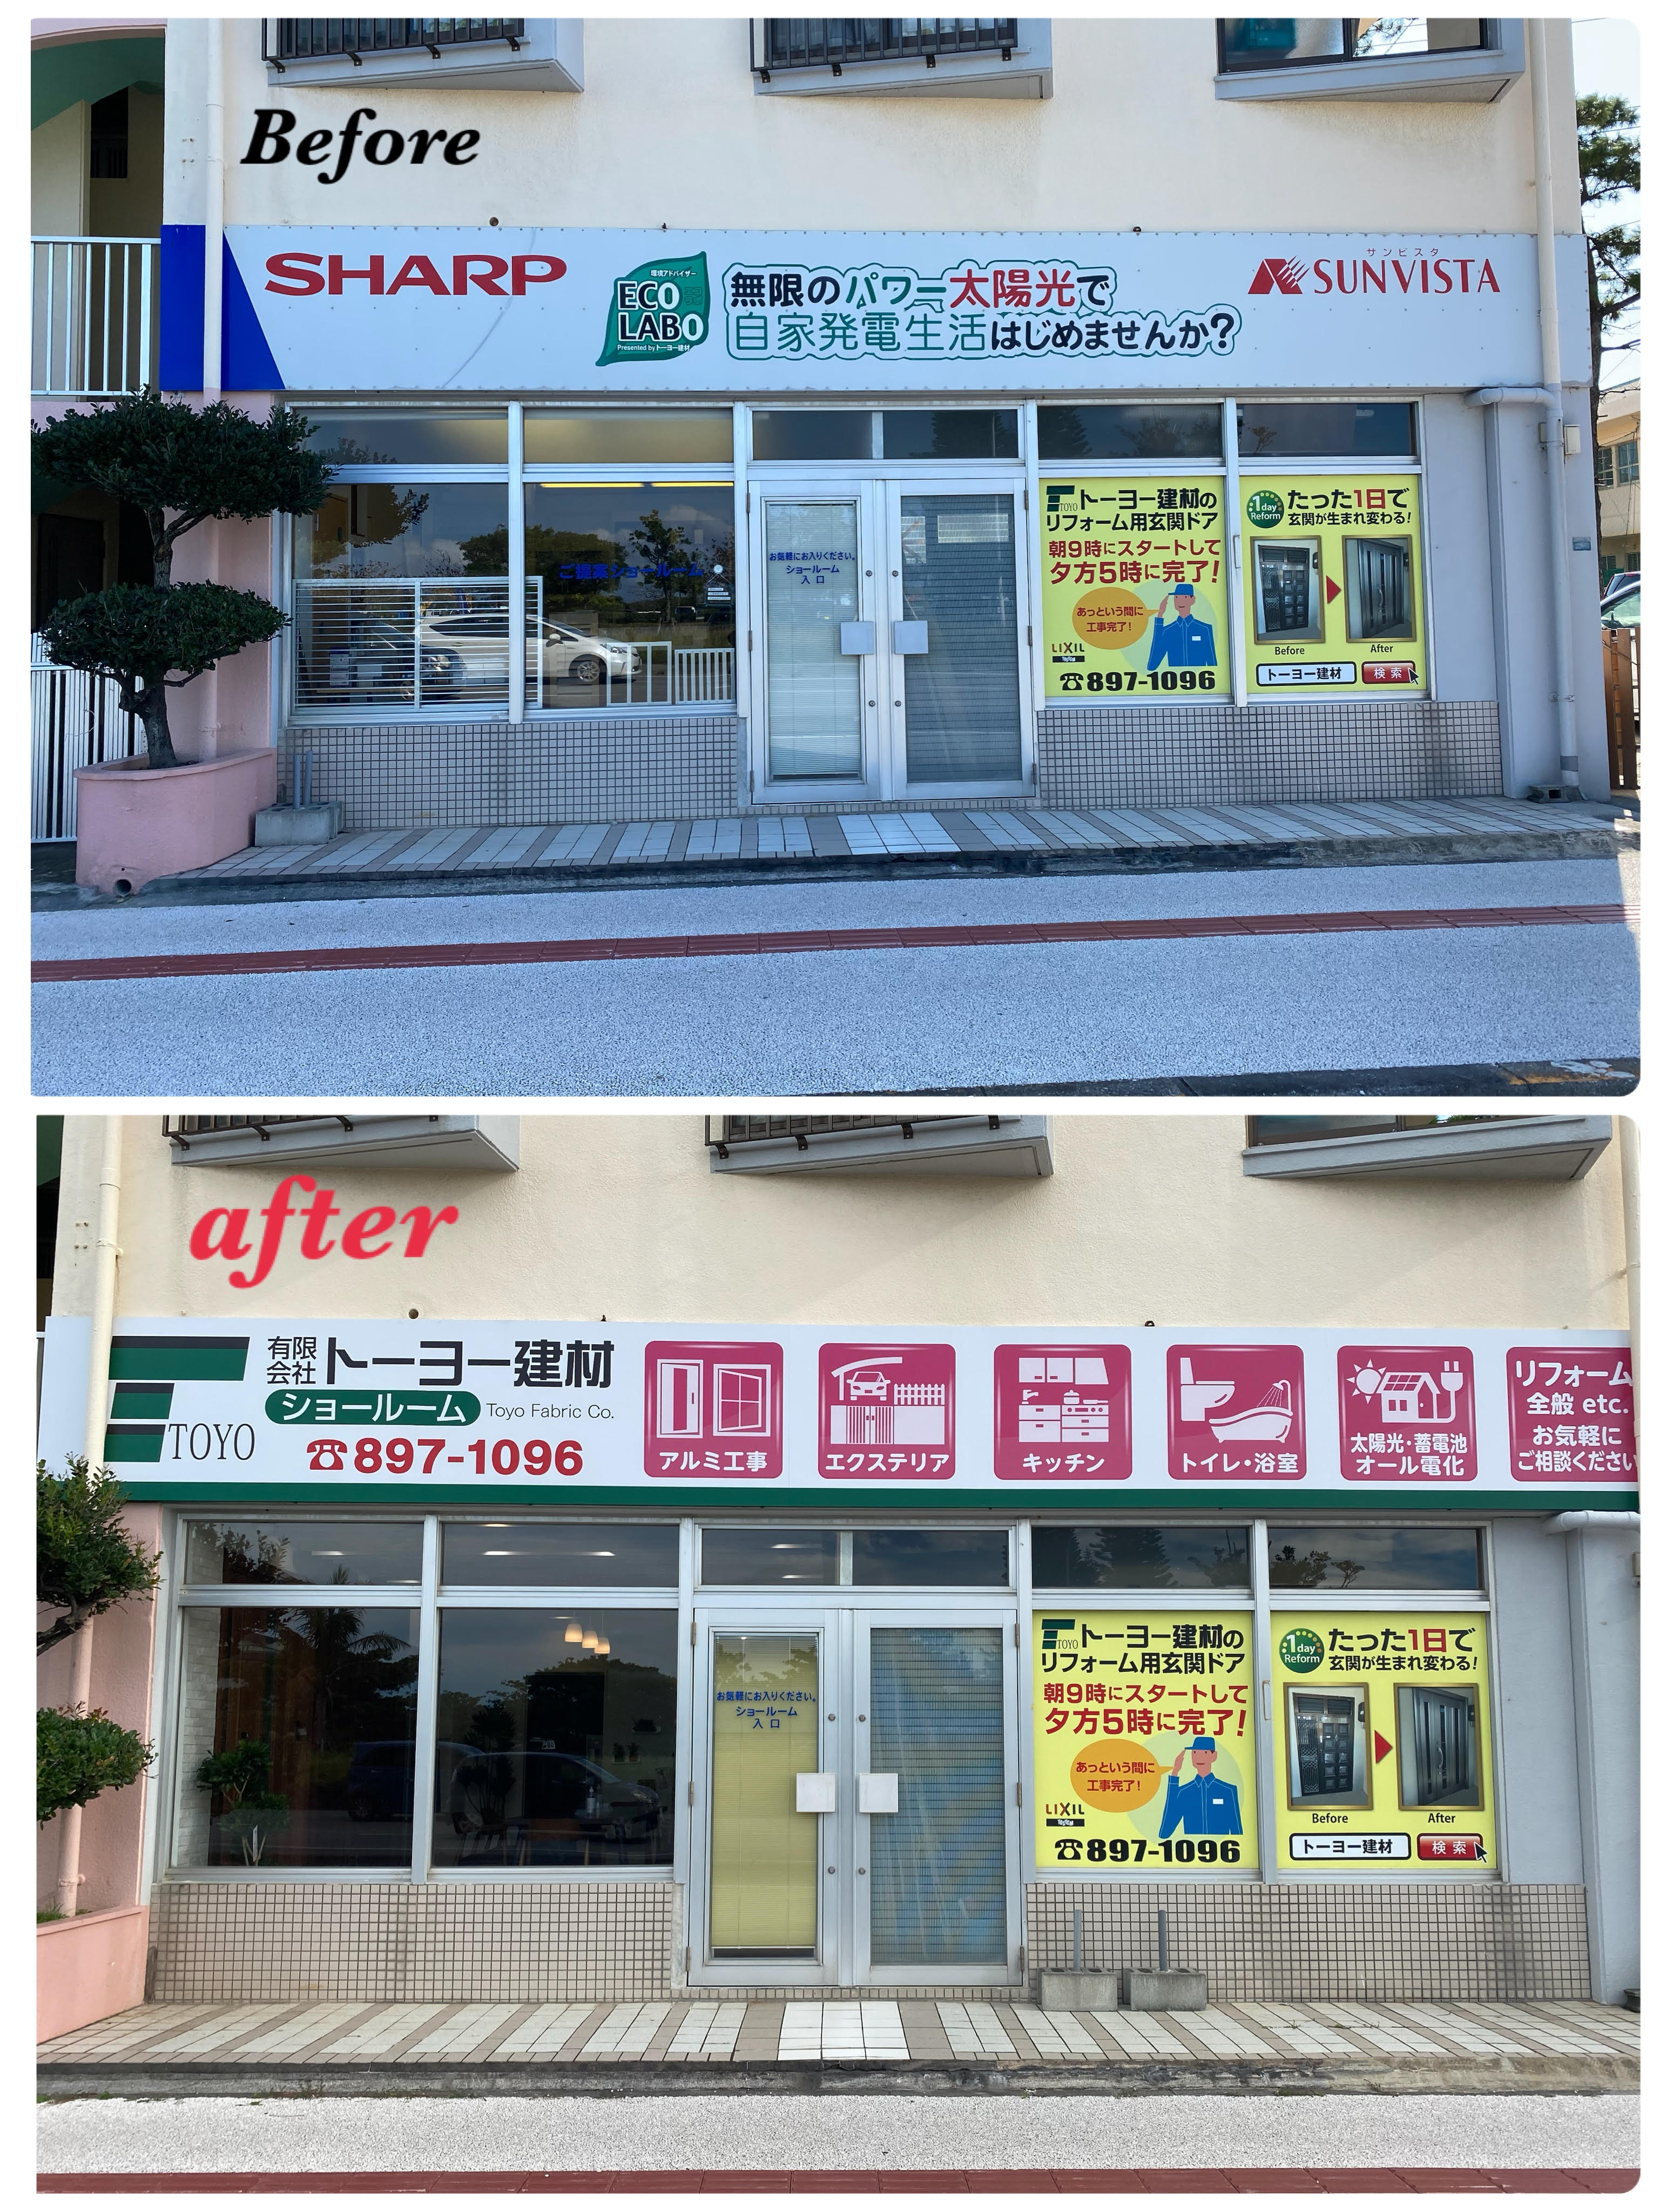 Before
SHARP
環境アドバイザー
ECO
LABO
Presented by トーヨー建材
無限のパワー太陽光で
自家発電生活はじめませんか?
サンビスタ
SUNVISTA
ご提案ショールーム
お気軽にお入りください。
ショールーム
入口
TOYO トーヨー建材の
リフォーム用玄関ドア
朝9時にスタートして
夕方5時に完了!
あっという間に
工事完了!
LIXIL
☎897-1096
1day
Reform
たった1日で
玄関が生まれ変わる!
Before
After
トーヨー建材 検索
after
TOYO
有限
会社
トーヨー建材
ショールーム Toyo Fabric Co.
☎897-1096
アルミ工事
エクステリア
キッチン
トイレ・浴室
太陽光・蓄電池
オール電化
リフォーム
全般 etc.
お気軽に
ご相談ください
お気軽にお入りください。
ショールーム
入口
TOYO トーヨー建材の
リフォーム用玄関ドア
朝9時にスタートして
夕方5時に完了!
あっという間に
工事完了!
LIXIL
☎897-1096
1day
Reform
たった1日で
玄関が生まれ変わる!
Before
After
トーヨー建材 検索